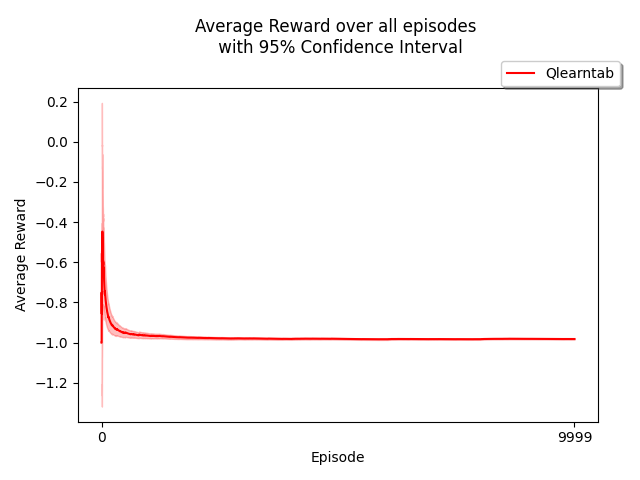 Average Reward over all episodes
with 95% Confidence Interval
Qlearntab
0.2
0.0
−0.2
−0.4
−0.6
−0.8
−1.0
−1.2
Average Reward
0
9999
Episode